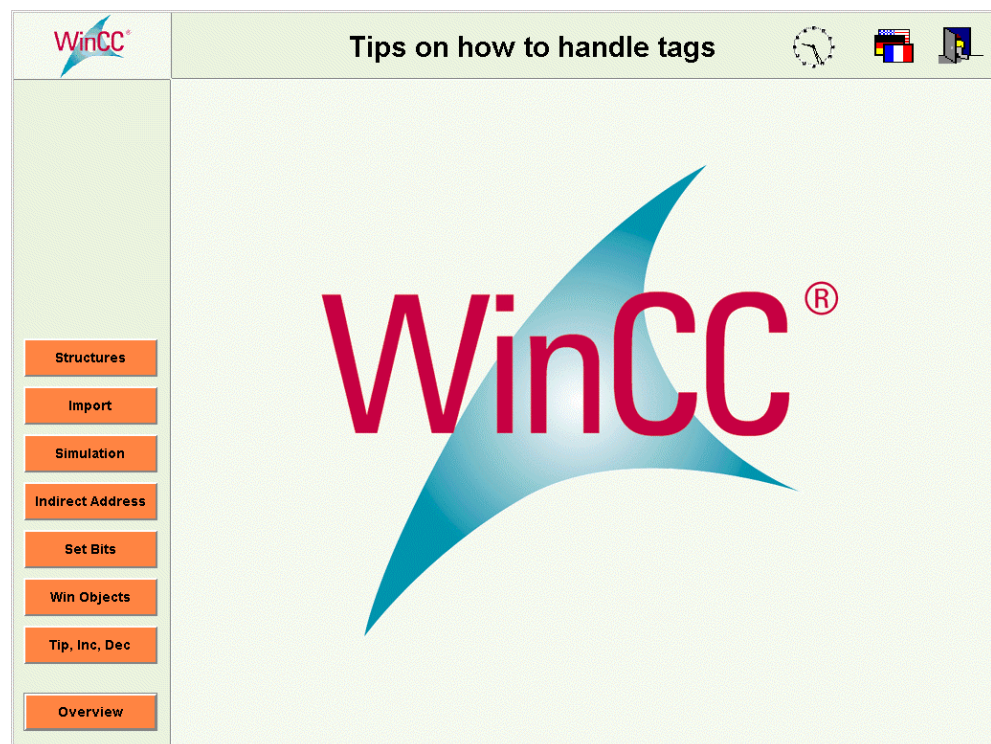 WinCC®
Tips on how to handle tags
WinCC®
Structures
Import
Simulation
Indirect Address
Set Bits
Win Objects
Tip, Inc, Dec
Overview